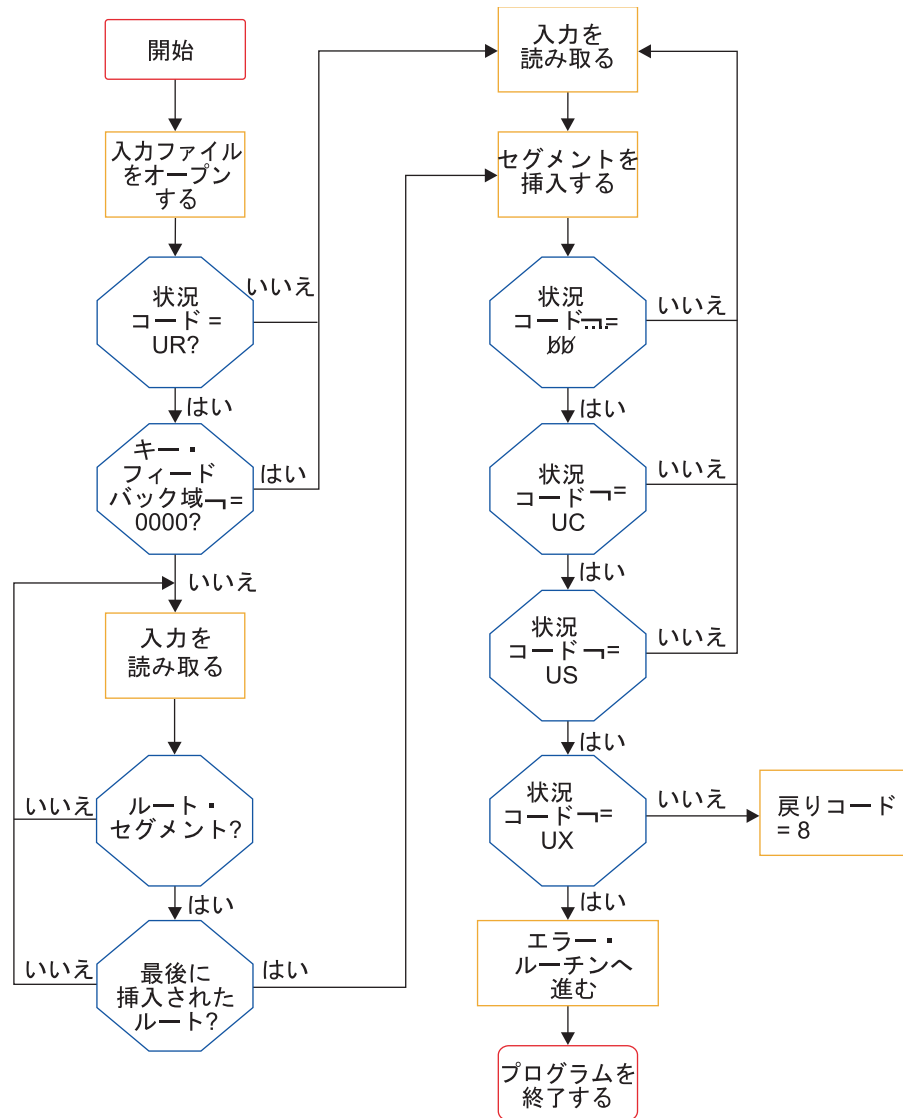 開始
入力ファイル
をオープン
する
状況
コード =
UR?
いいえ
はい
キー・
フィード
バック域¬=
0000?
はい
いいえ
入力を
読み取る
ルート・
セグメント?
いいえ
はい
最後に
挿入された
ルート?
いいえ
はい
入力を
読み取る
セグメントを
挿入する
状況
コード¬=
b̸b̸
いいえ
はい
状況
コード¬=
UC
いいえ
はい
状況
コード¬=
US
いいえ
はい
状況
コード¬=
UX
いいえ
戻りコード
= 8
はい
エラー・
ルーチンへ
進む
プログラムを
終了する